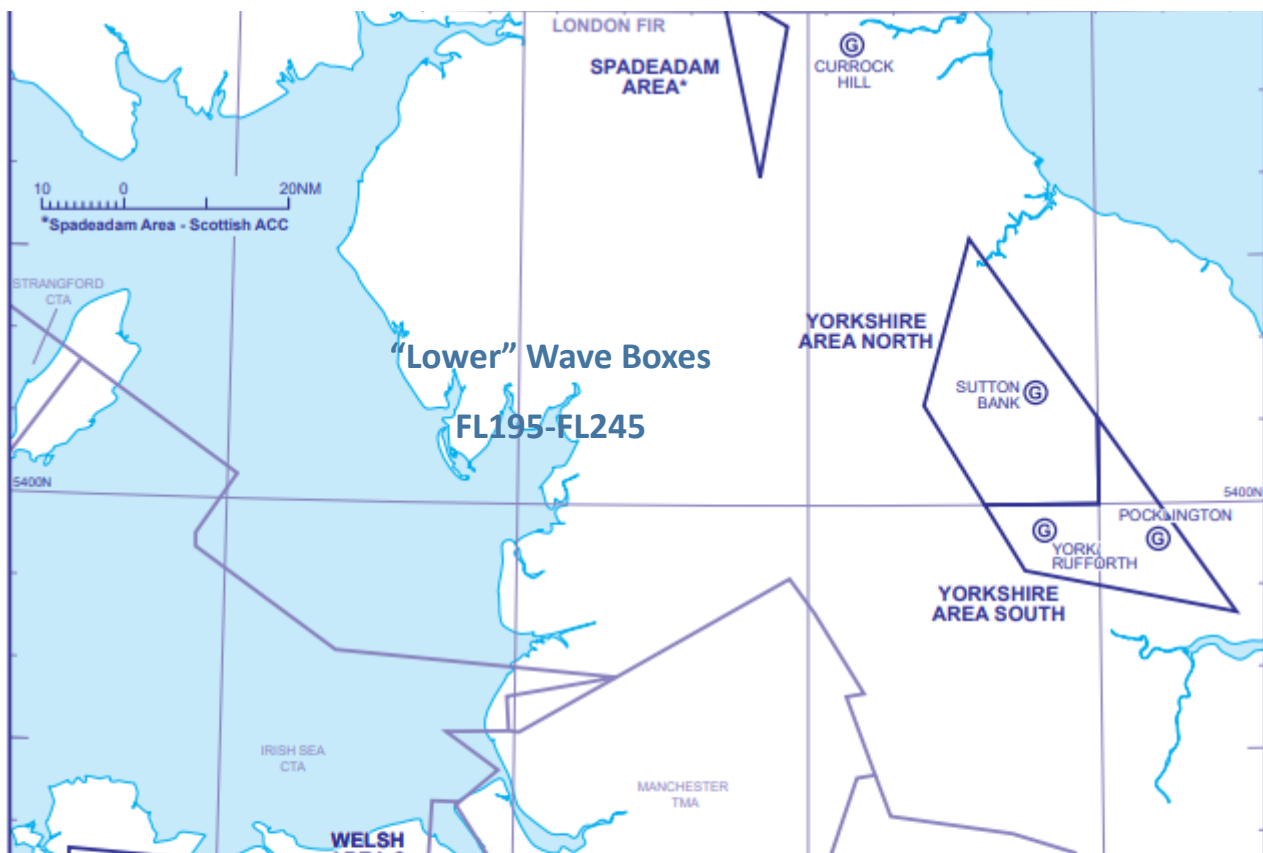 LONDON FIR
SPADEADAM
AREA*
G
CURROCK
HILL
10 0 20NM
*Spadeadam Area - Scottish ACC
STRANGFORD
CTA
YORKSHIRE
AREA NORTH
“Lower” Wave Boxes
SUTTON
BANK
G
FL195-FL245
5400N
5400N
POCKLINGTON
G
G
YORK/
RUFFORTH
YORKSHIRE
AREA SOUTH
IRISH SEA
CTA
MANCHESTER
TMA
WELSH